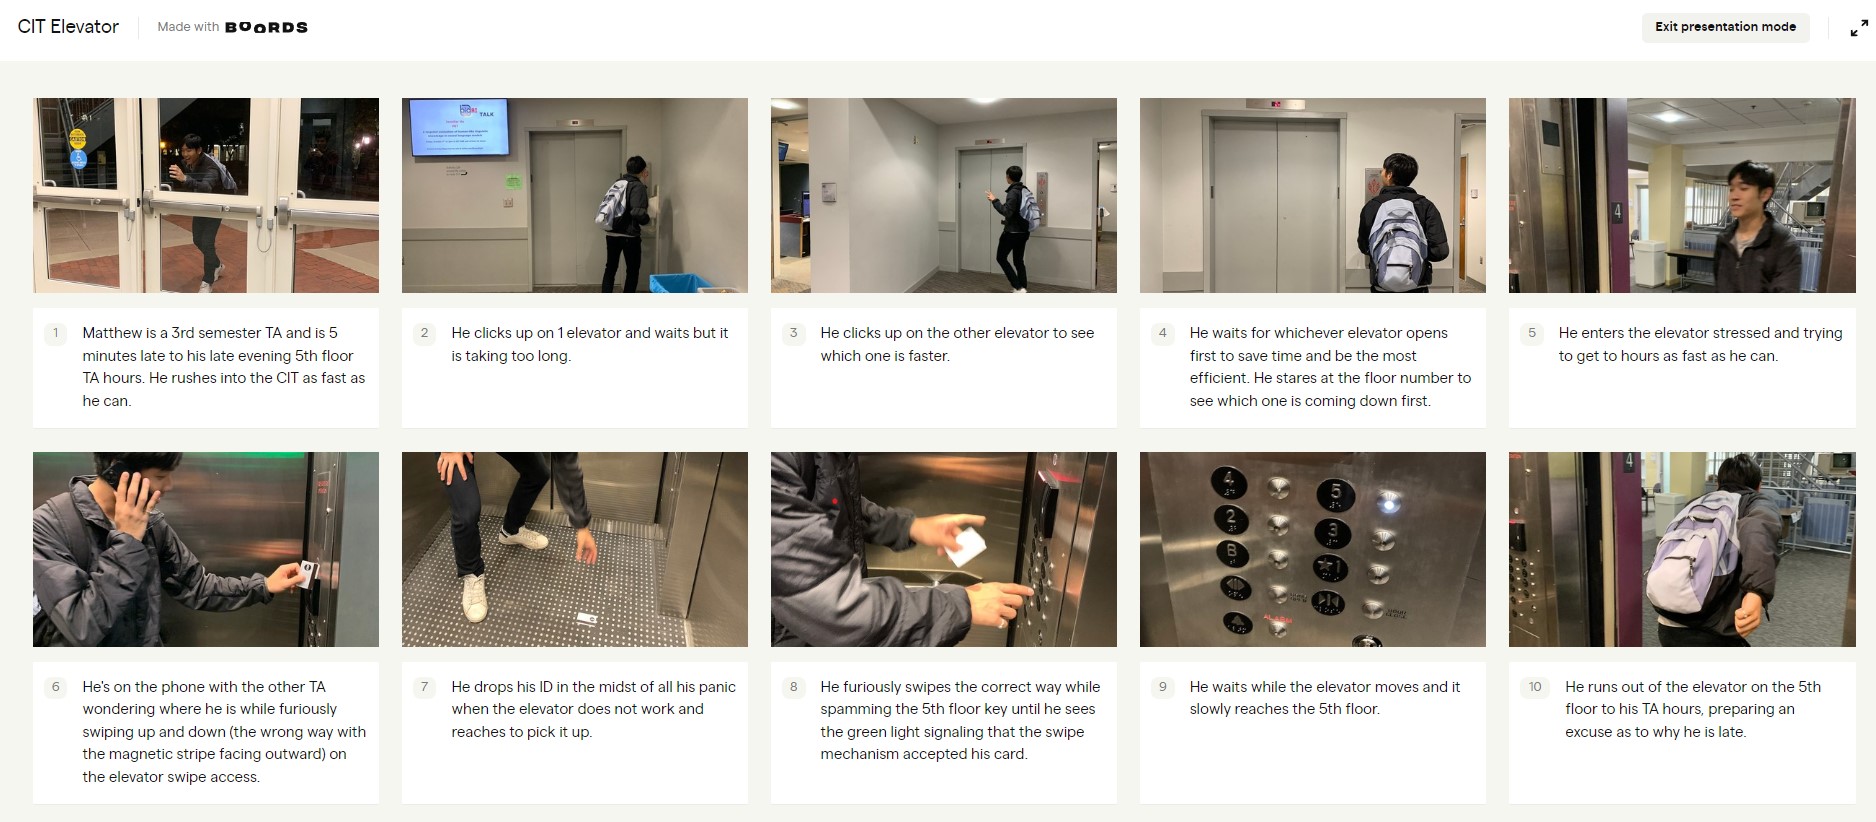 CIT Elevator
Made with BOORDS
Exit presentation mode
TALK
4
1
Matthew is a 3rd semester TA and is 5
minutes late to his late evening 5th floor
TA hours. He rushes into the CIT as fast as
he can.
2
He clicks up on 1 elevator and waits but it
is taking too long.
3
He clicks up on the other elevator to see
which one is faster.
4
He waits for whichever elevator opens
first to save time and be the most
efficient. He stares at the floor number to
see which one is coming down first.
5
He enters the elevator stressed and trying
to get to hours as fast as he can.
4
5
2
3
B
★1
4
6
He's on the phone with the other TA
wondering where he is while furiously
swiping up and down (the wrong way with
the magnetic stripe facing outward) on
the elevator swipe access.
7
He drops his ID in the midst of all his panic
when the elevator does not work and
reaches to pick it up.
8
He furiously swipes the correct way while
spamming the 5th floor key until he sees
the green light signaling that the swipe
mechanism accepted his card.
9
He waits while the elevator moves and it
slowly reaches the 5th floor.
10
He runs out of the elevator on the 5th
floor to his TA hours, preparing an
excuse as to why he is late.